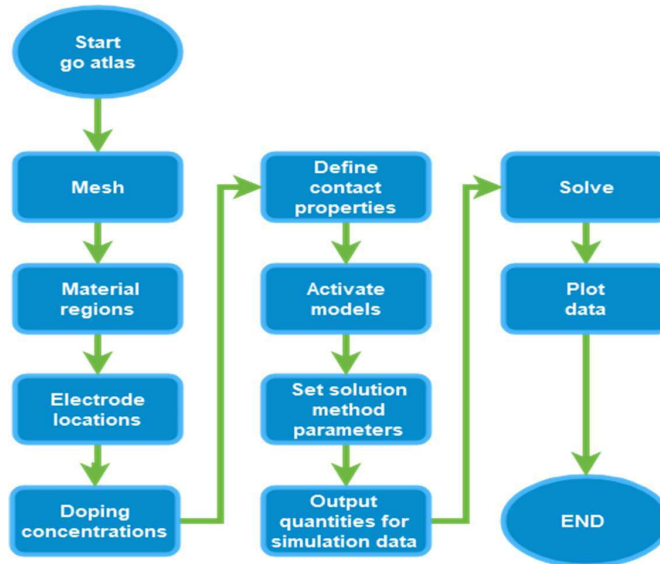 Start
go atlas
Mesh
Material
regions
Electrode
locations
Doping
concentrations
Define
contact
properties
Activate
models
Set solution
method
parameters
Output
quantities for
simulation data
Solve
Plot
data
END